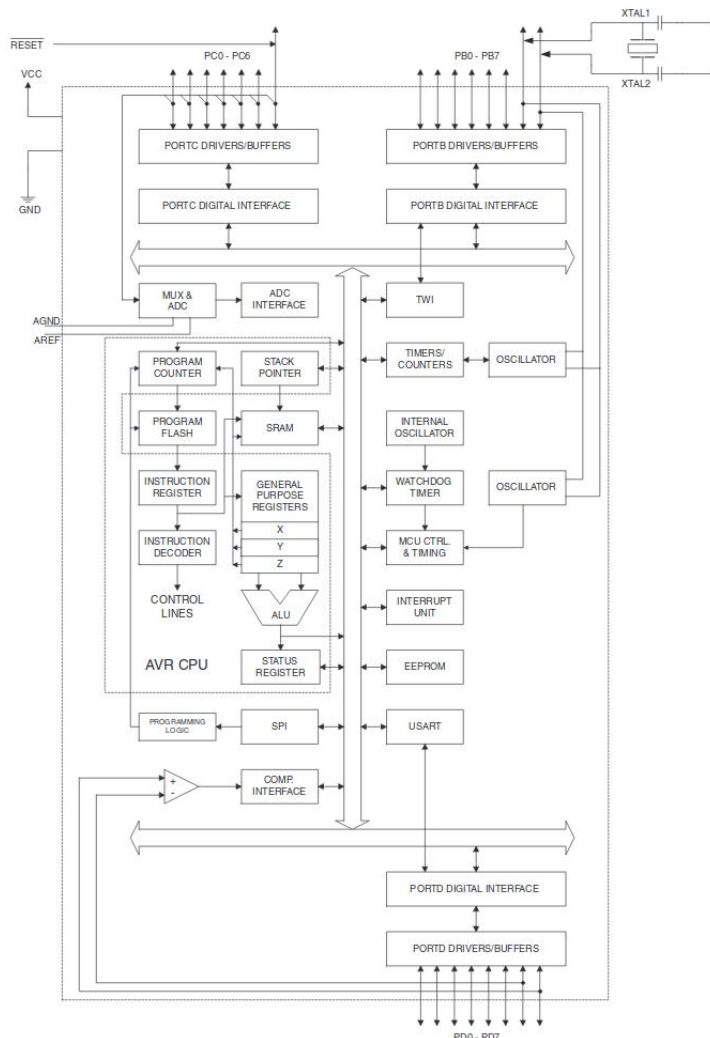 XTAL1
RESET
PC0 - PC6
PB0 - PB7
VCC
XTAL2
PORTC DRIVERS/BUFFERS
PORTB DRIVERS/BUFFERS
PORTC DIGITAL INTERFACE
PORTB DIGITAL INTERFACE
GND
MUX &
ADC
ADC
INTERFACE
TWI
AGND
AREF
PROGRAM
COUNTER
STACK
POINTER
TIMERS/
COUNTERS
OSCILLATOR
PROGRAM
FLASH
SRAM
INTERNAL
OSCILLATOR
INSTRUCTION
REGISTER
GENERAL
PURPOSE
REGISTERS
WATCHDOG
TIMER
OSCILLATOR
X
Y
Z
INSTRUCTION
DECODER
MCU CTRL.
& TIMING
CONTROL
LINES
ALU
INTERRUPT
UNIT
AVR CPU
STATUS
REGISTER
EEPROM
PROGRAMMING
LOGIC
SPI
USART
+
-
COMP.
INTERFACE
PORTD DIGITAL INTERFACE
PORTD DRIVERS/BUFFERS
PD0 - PD7